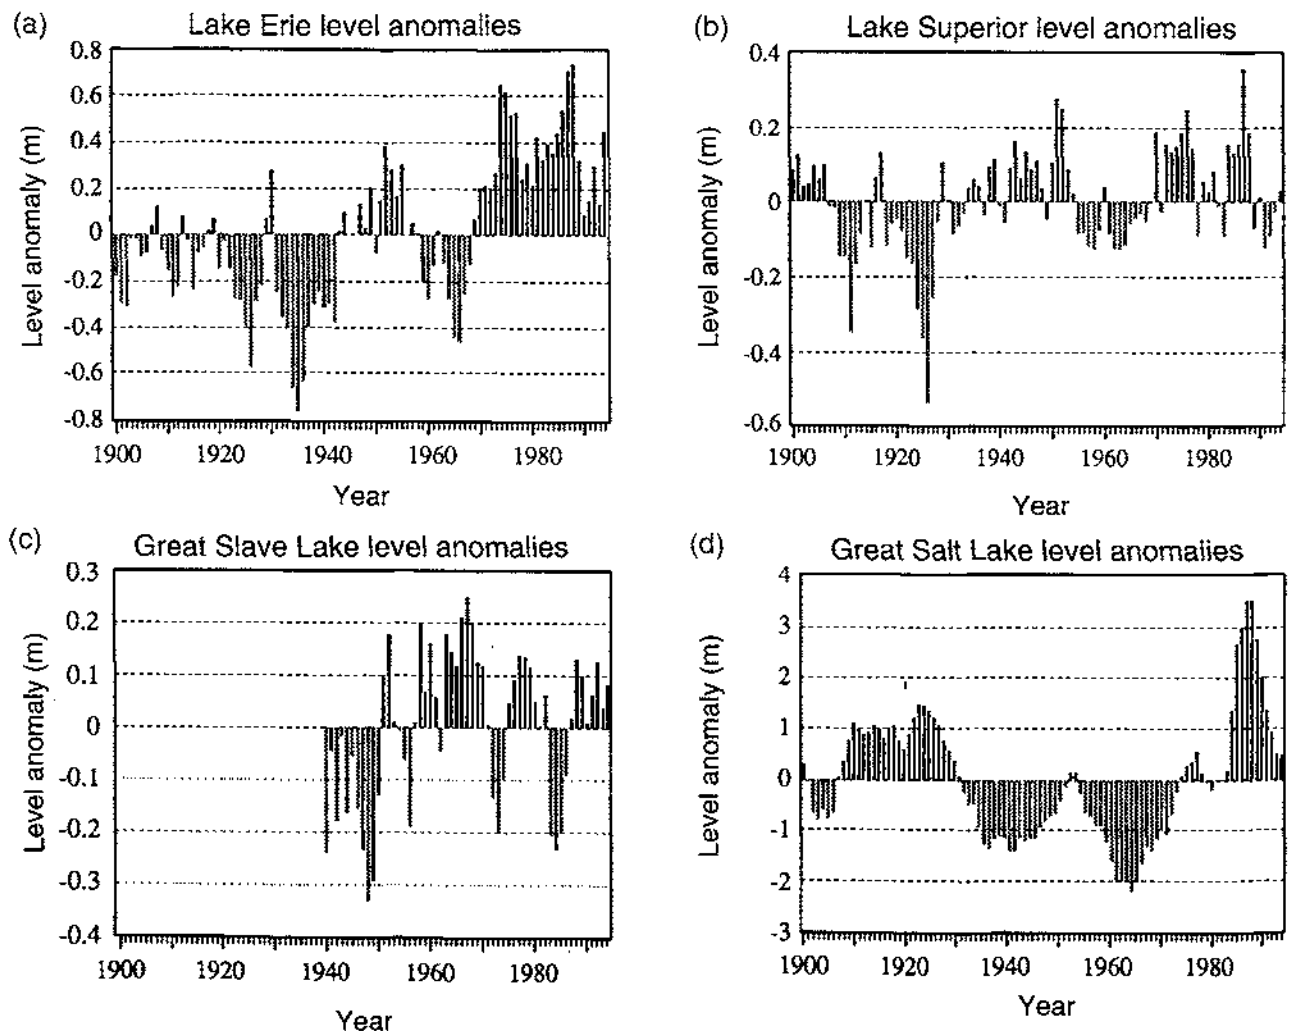 (a) Lake Erie level anomalies
0.8
0.6
0.4
0.2
0
-0.2
-0.4
-0.6
-0.8
Level anomaly (m)
1900 1920 1940 1960 1980
Year
(b) Lake Superior level anomalies
0.4
0.2
0
-0.2
-0.4
-0.6
Level anomaly (m)
1900 1920 1940 1960 1980
Year
(c) Great Slave Lake level anomalies
0.3
0.2
0.1
0
-0.1
-0.2
-0.3
-0.4
Level anomaly (m)
1900 1920 1940 1960 1980
Year
(d) Great Salt Lake level anomalies
4
3
2
1
0
-1
-2
-3
Level anomaly (m)
1900 1920 1940 1960 1980
Year